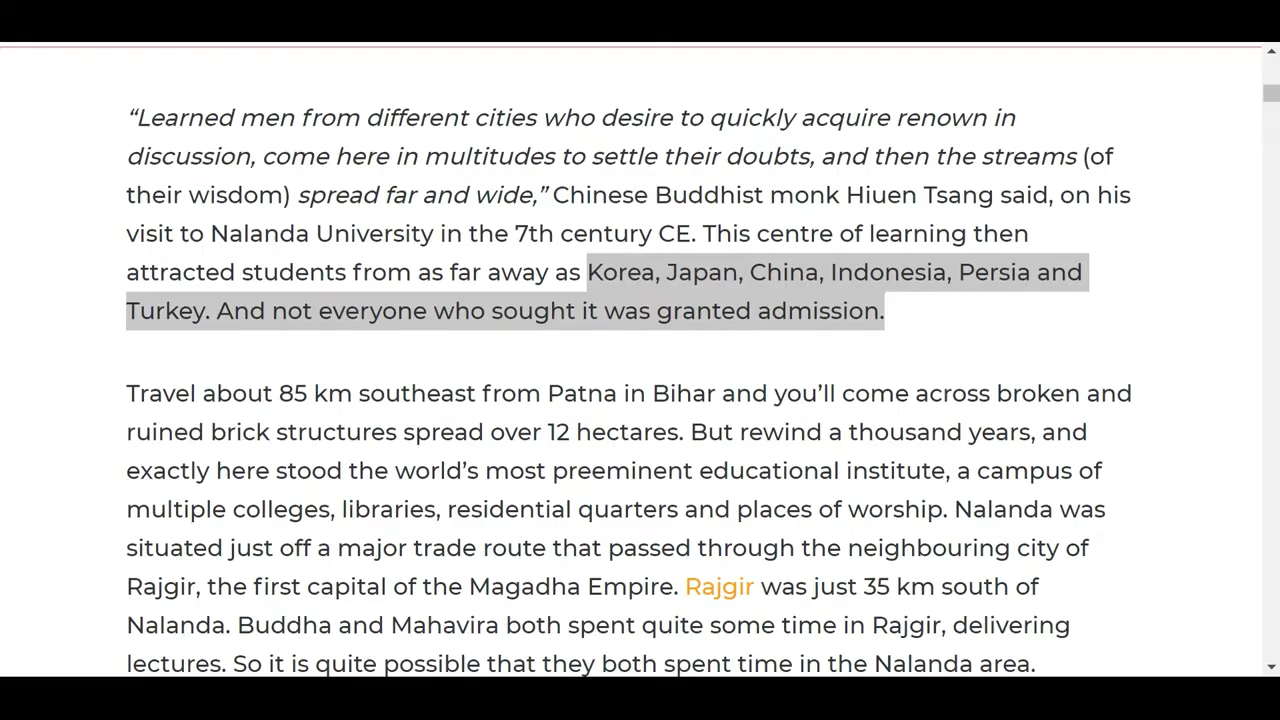 “Learned men from different cities who desire to quickly acquire renown in
discussion, come here in multitudes to settle their doubts, and then the streams (of
their wisdom) spread far and wide,” Chinese Buddhist monk Hiuen Tsang said, on his
visit to Nalanda University in the 7th century CE. This centre of learning then
attracted students from as far away as Korea, Japan, China, Indonesia, Persia and
Turkey. And not everyone who sought it was granted admission.
Travel about 85 km southeast from Patna in Bihar and you’ll come across broken and
ruined brick structures spread over 12 hectares. But rewind a thousand years, and
exactly here stood the world’s most preeminent educational institute, a campus of
multiple colleges, libraries, residential quarters and places of worship. Nalanda was
situated just off a major trade route that passed through the neighbouring city of
Rajgir, the first capital of the Magadha Empire. Rajgir was just 35 km south of
Nalanda. Buddha and Mahavira both spent quite some time in Rajgir, delivering
lectures. So it is quite possible that they both spent time in the Nalanda area.